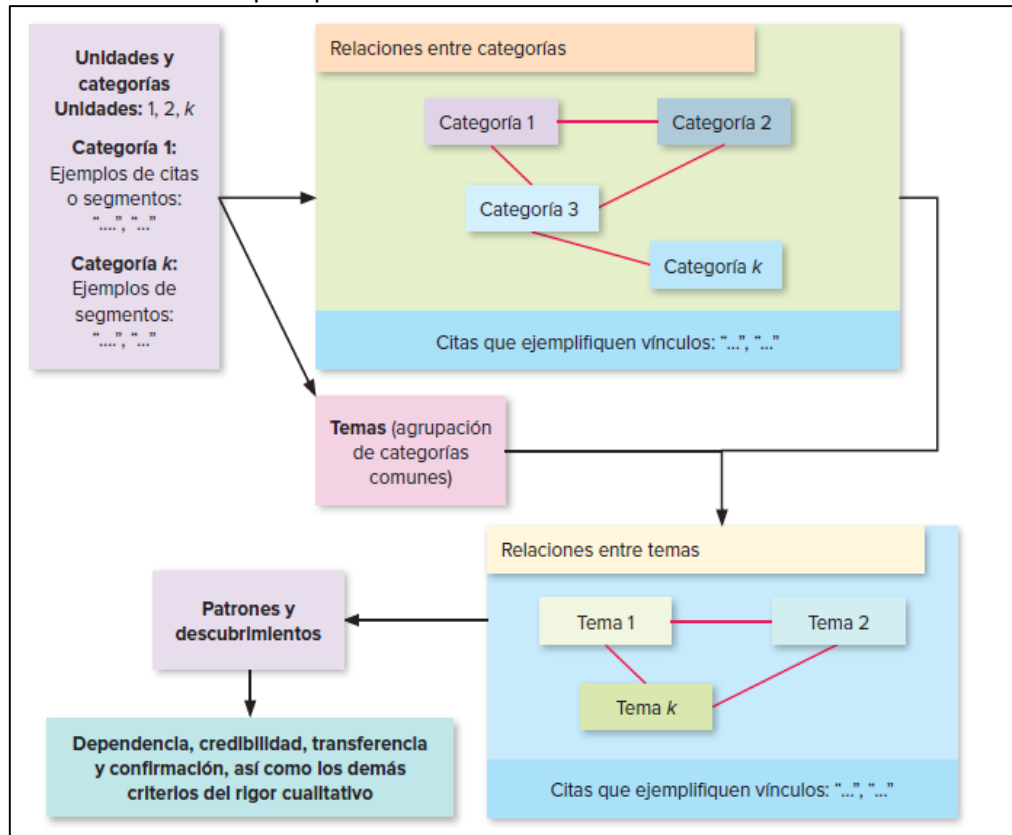 Unidades y
categorías
Unidades: 1, 2, k
Categoría 1:
Ejemplos de citas
o segmentos:
“....”, “...”
Categoría k:
Ejemplos de
segmentos:
“....”, “...”
Relaciones entre categorías
Categoría 1
Categoría 2
Categoría 3
Categoría k
Citas que ejemplifiquen vínculos: “...”, “...”
Temas (agrupación
de categorías
comunes)
Relaciones entre temas
Tema 1
Tema 2
Tema k
Citas que ejemplifiquen vínculos: “...”, “...”
Patrones y
descubrimientos
Dependencia, credibilidad, transferencia
y confirmación, así como los demás
criterios del rigor cualitativo